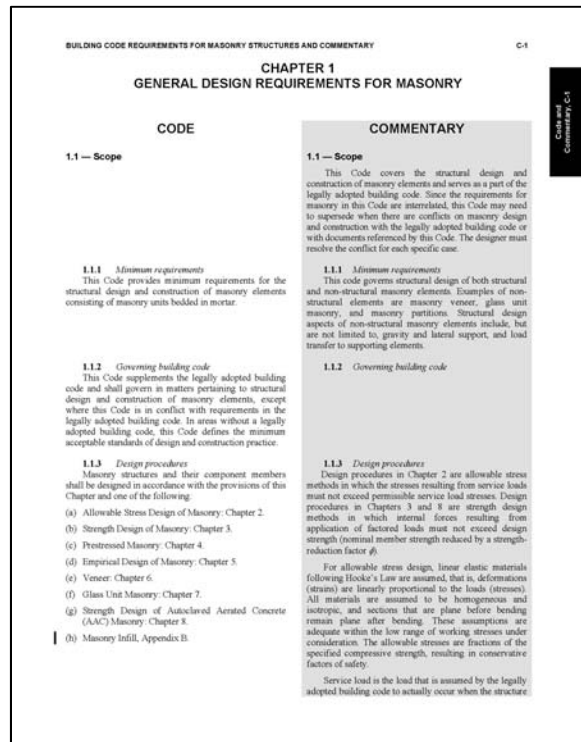 BUILDING CODE REQUIREMENTS FOR MASONRY STRUCTURES AND COMMENTARY
C-1
CHAPTER 1
GENERAL DESIGN REQUIREMENTS FOR MASONRY
Code and
Commentary, C-1
CODE
1.1 — Scope
1.1.1 Minimum requirements
This Code provides minimum requirements for the
structural design and construction of masonry elements
consisting of masonry units bedded in mortar.
1.1.2 Governing building code
This Code supplements the legally adopted building
code and shall govern in matters pertaining to structural
design and construction of masonry elements, except
where this Code is in conflict with requirements in the
legally adopted building code. In areas without a legally
adopted building code, this Code defines the minimum
acceptable standards of design and construction practice.
1.1.3 Design procedures
Masonry structures and their component members
shall be designed in accordance with the provisions of this
Chapter and one of the following:
(a) Allowable Stress Design of Masonry: Chapter 2.
(b) Strength Design of Masonry: Chapter 3.
(c) Prestressed Masonry: Chapter 4.
(d) Empirical Design of Masonry: Chapter 5.
(e) Veneer: Chapter 6.
(f) Glass Unit Masonry: Chapter 7.
(g) Strength Design of Autoclaved Aerated Concrete
(AAC) Masonry: Chapter 8.
(h) Masonry Infill, Appendix B.
COMMENTARY
1.1 — Scope
This Code covers the structural design and
construction of masonry elements and serves as a part of the
legally adopted building code. Since the requirements for
masonry in this Code are interrelated, this Code may need
to supersede when there are conflicts on masonry design
and construction with the legally adopted building code or
with documents referenced by this Code. The designer must
resolve the conflict for each specific case.
1.1.1 Minimum requirements
This code governs structural design of both structural
and non-structural masonry elements. Examples of non-
structural elements are masonry veneer, glass unit
masonry, and masonry partitions. Structural design
aspects of non-structural masonry elements include, but
are not limited to, gravity and lateral support, and load
transfer to supporting elements.
1.1.2 Governing building code
1.1.3 Design procedures
Design procedures in Chapter 2 are allowable stress
methods in which the stresses resulting from service loads
must not exceed permissible service load stresses. Design
procedures in Chapters 3 and 8 are strength design
methods in which internal forces resulting from
application of factored loads must not exceed design
strength (nominal member strength reduced by a strength-
reduction factor ϕ).
For allowable stress design, linear elastic materials
following Hooke's Law are assumed, that is, deformations
(strains) are linearly proportional to the loads (stresses).
All materials are assumed to be homogeneous and
isotropic, and sections that are plane before bending
remain plane after bending. These assumptions are
adequate within the low range of working stresses under
consideration. The allowable stresses are fractions of the
specified compressive strength, resulting in conservative
factors of safety.
Service load is the load that is assumed by the legally
adopted building code to actually occur when the structure